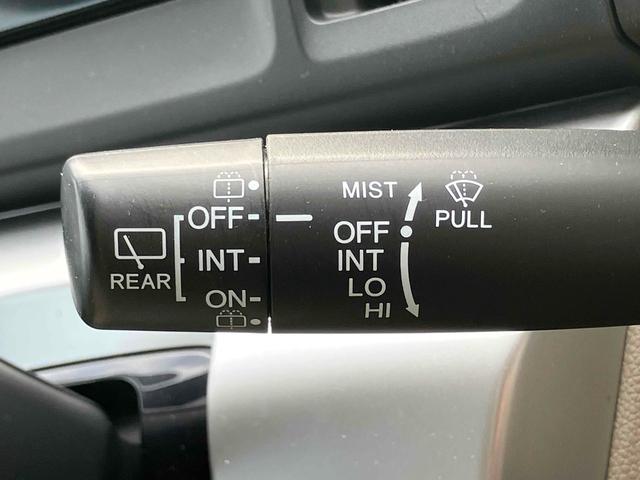 REAR
OFF
INT
ON
MIST
OFF
INT
LO
HI
PULL